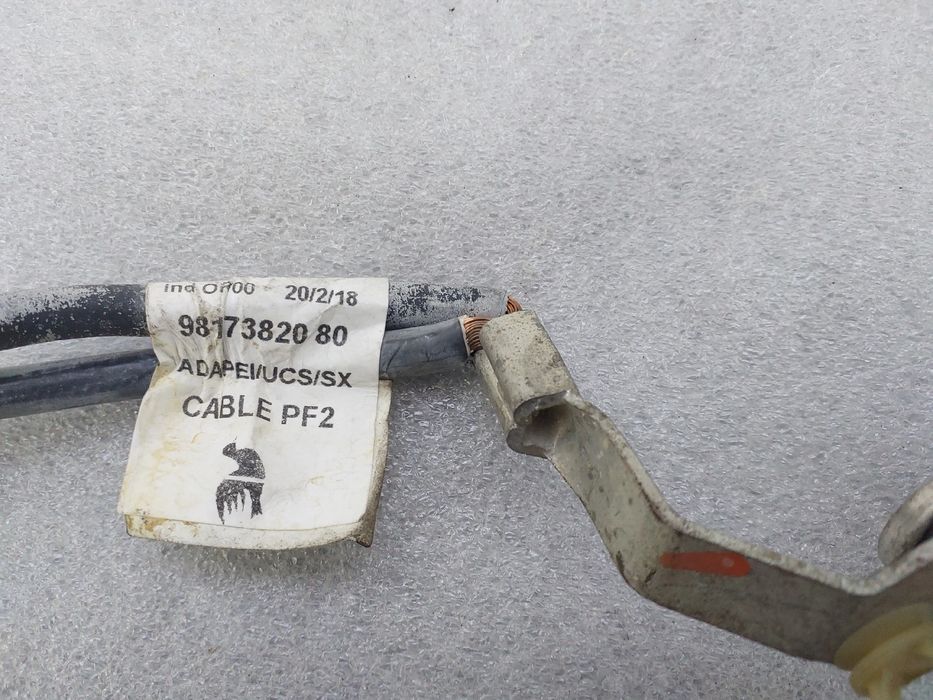 Ind OR00 20/2/18
98173820 80
ADAPEI/UCS/SX
CABLE PF2